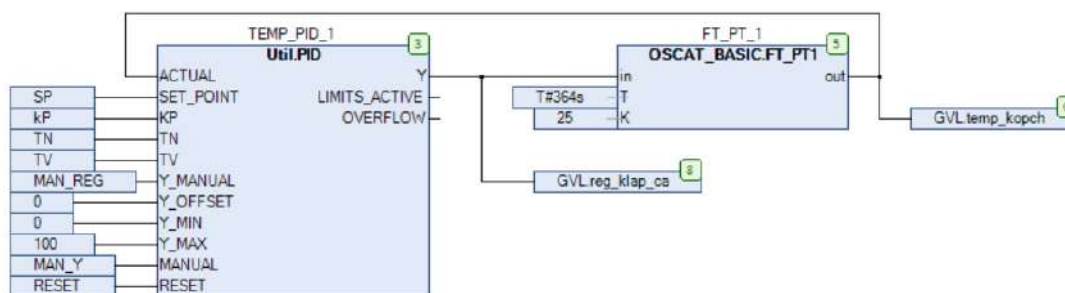 TEMP_PID_1
3
Util.PID
ACTUAL
SET_POINT
KP
TN
TV
Y_MANUAL
Y_OFFSET
Y_MIN
Y_MAX
MANUAL
RESET
Y
LIMITS_ACTIVE
OVERFLOW
SP
kP
TN
TV
MAN_REG
0
0
100
MAN_Y
RESET
FT_PT_1
5
OSCAT_BASIC.FT_PT1
in
T
K
out
T#364s
25
GVL.temp_kopch
GVL.reg_klap_ca
8